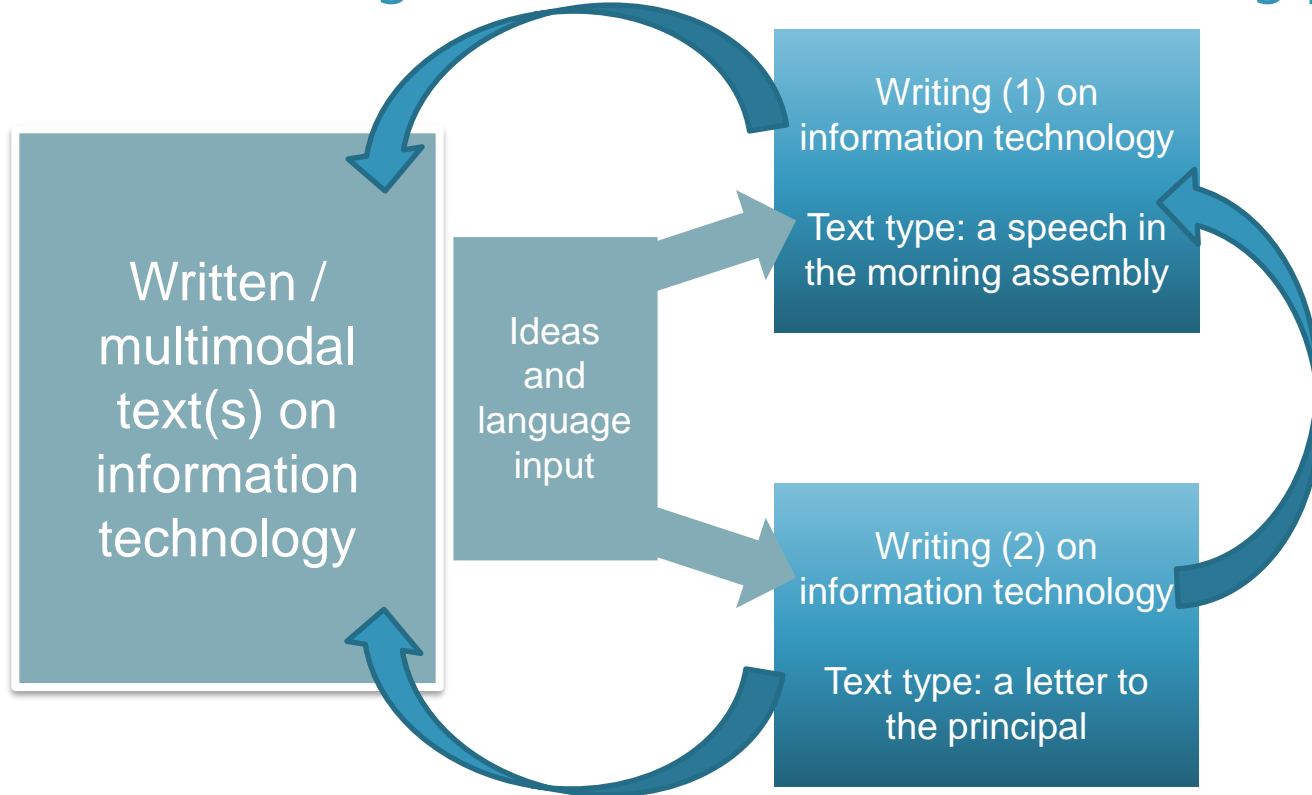 Written /
multimodal
text(s) on
information
technology
Ideas
and
language
input
Writing (1) on
information technology
Text type: a speech in
the morning assembly
Writing (2) on
information technology
Text type: a letter to
the principal